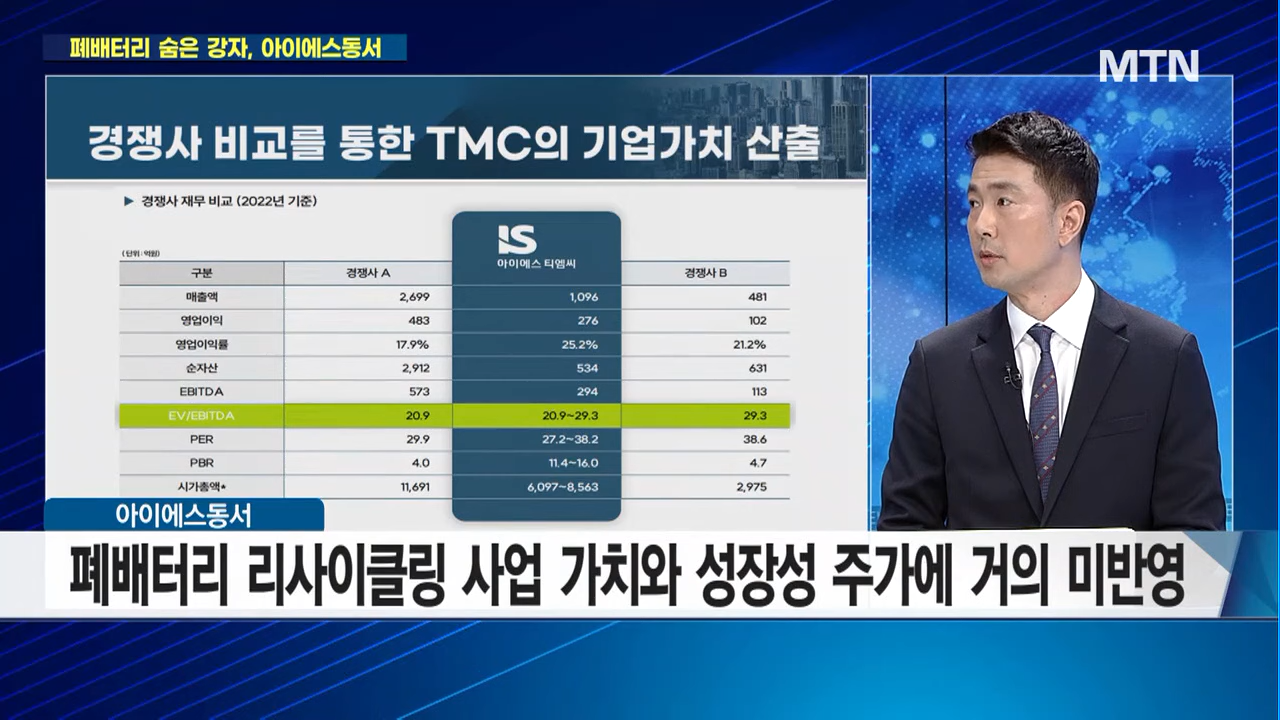 폐배터리 숨은 강자, 아이에스동서
MTN
경쟁사 비교를 통한 TMC의 기업가치 산출
▶ 경쟁사 재무 비교 (2022년 기준)
(단위 : 억원)
IS
아이에스 티엠씨
구분 경쟁사 A 경쟁사 B
매출액 2,699 1,096 481
영업이익 483 276 102
영업이익률 17.9% 25.2% 21.2%
순자산 2,912 534 631
EBITDA 573 294 113
EV/EBITDA 20.9 20.9~29.3 29.3
PER 29.9 27.2~38.2 38.6
PBR 4.0 11.4~16.0 4.7
시가총액* 11,691 6,097~8,563 2,975
아이에스동서
폐배터리 리사이클링 사업 가치와 성장성 주가에 거의 미반영